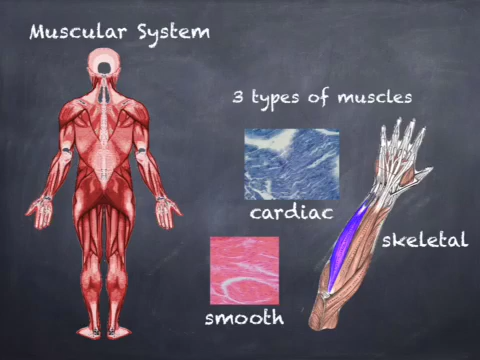 Muscular System
3 types of muscles
cardiac
skeletal
smooth